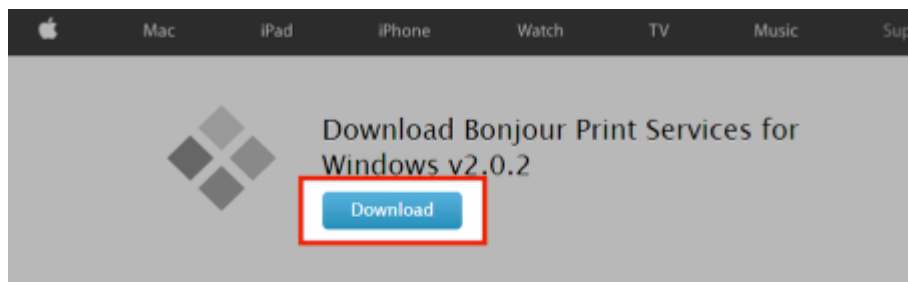 Mac iPad iPhone Watch TV Music
Download Bonjour Print Services for
Windows v2.0.2
Download